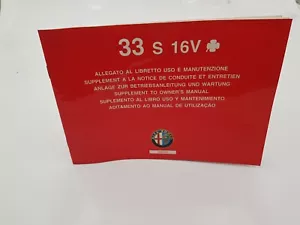 33 S 16V
ALLEGATO AL LIBRETTO USO E MANUTENZIONE
SUPPLEMENT A LA NOTICE DE CONDUITE ET ENTRETIEN
ANLAGE ZUR BETRIEBSANLEITUNG UND WARTUNG
SUPPLEMENT TO OWNER'S MANUAL
SUPLEMENTO AL LIBRO USO Y MANTENIMIENTO
ADITAMENTO AO MANUAL DE UTILIZAÇÃO